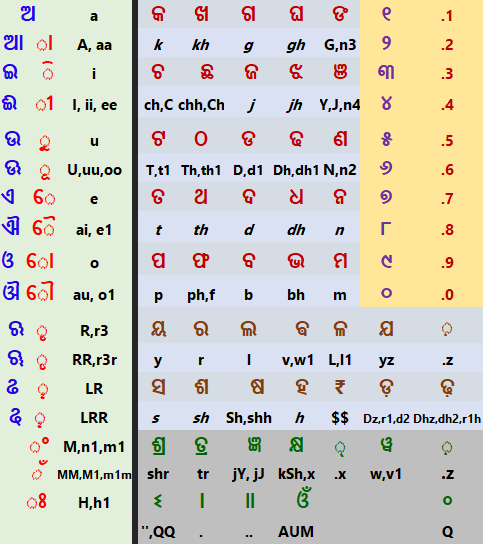 ଅ a କ ଖ ଗ ଘ ଙ ୧ .1
ଆ ା A, aa k kh g gh G,n3 ୨ .2
ଇ ି i ଚ ଛ ଜ ଝ ଞ ୩ .3
ଈ ୀ I, ii, ee ch,C chh,Ch j jh Y,J,n4 ୪ .4
ଉ ୁ u ଟ ଠ ଡ ଢ ଣ ୫ .5
ଊ ୂ U,uu,oo T,t1 Th,th1 D,d1 Dh,dh1 N,n2 ୬ .6
ଏ େ e ତ ଥ ଦ ଧ ନ ୭ .7
ଐ ୈ ai, e1 t th d dh n ୮ .8
ଓ ୋ o ପ ଫ ବ ଭ ମ ୯ .9
ଔ ୌ au, o1 p ph,f b bh m ୦ .0
ଋ ୃ R,r3 ୟ ର ଲ ଵ ଳ ଯ ଼
ୠ ୄ RR,r3r y r l v,w1 L,l1 yz .z
ଌ ୢ LR ସ ଶ ଷ ହ ₹ ଡ଼ ଢ଼
ୡ ୣ LRR s sh Sh,shh h $$ Dz,r1,d2 Dhz,dh2,r1h
ଂ M,n1,m1 ଶ୍ର ତ୍ର ଜ୍ଞ କ୍ଷ ୱ ଼
ଁ MM,M1,m1m shr tr jY, jJ kSh,x .x w,v1 .z
ଃ H,h1 ଽ । ॥ ଓଁ
'',QQ . .. AUM Q